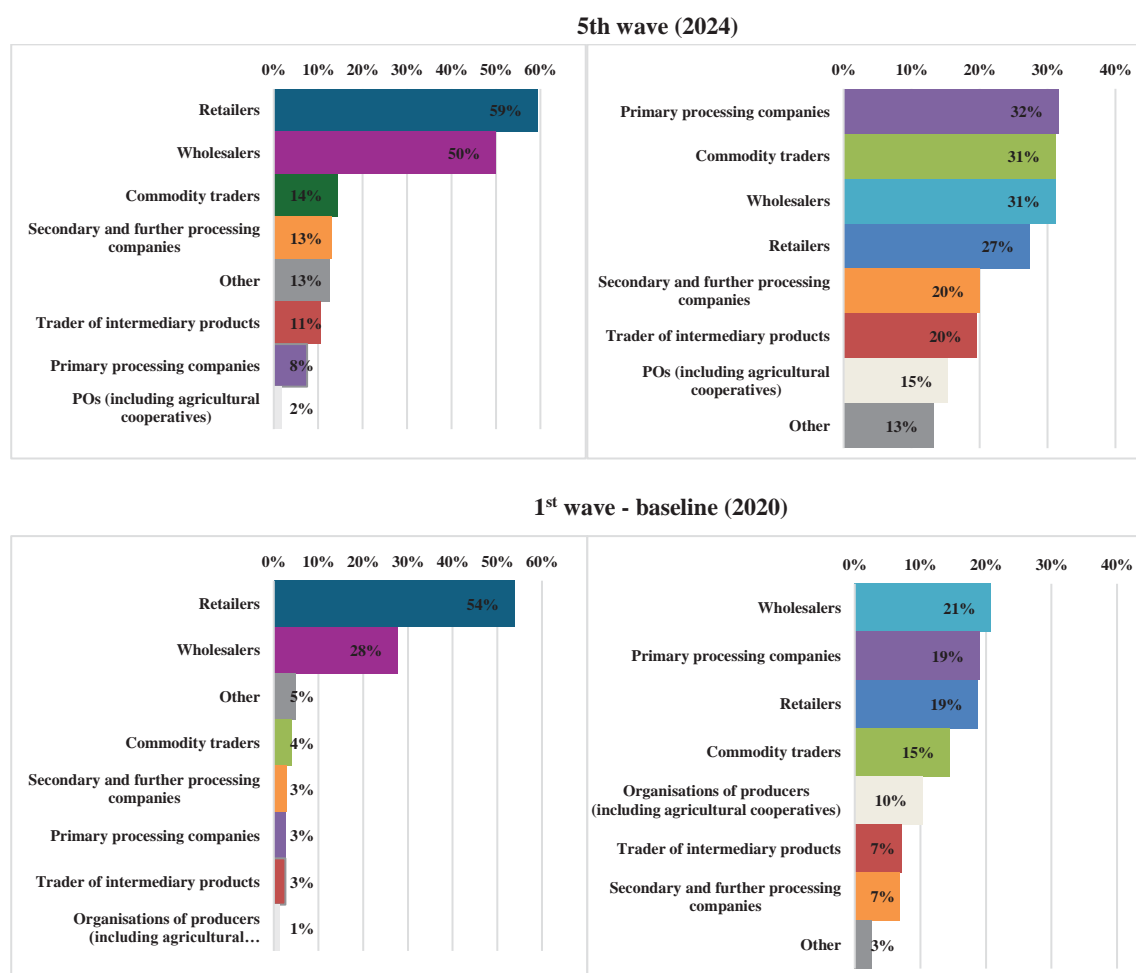 5th wave (2024)
0% 10% 20% 30% 40% 50% 60%
Retailers
59%
Wholesalers
50%
Commodity traders
14%
Secondary and further processing
companies
13%
Other
13%
Trader of intermediary products
11%
Primary processing companies
8%
POs (including agricultural
cooperatives)
2%
0% 10% 20% 30% 40%
Primary processing companies
32%
Commodity traders
31%
Wholesalers
31%
Retailers
27%
Secondary and further processing
companies
20%
Trader of intermediary products
20%
POs (including agricultural
cooperatives)
15%
Other
13%
1st wave - baseline (2020)
0% 10% 20% 30% 40% 50% 60%
Retailers
54%
Wholesalers
28%
Other
5%
Commodity traders
4%
Secondary and further processing
companies
3%
Primary processing companies
3%
Trader of intermediary products
3%
Organisations of producers
(including agricultural…
1%
0% 10% 20% 30% 40%
Wholesalers
21%
Primary processing companies
19%
Retailers
19%
Commodity traders
15%
Organisations of producers
(including agricultural cooperatives)
10%
Trader of intermediary products
7%
Secondary and further processing
companies
7%
Other
3%